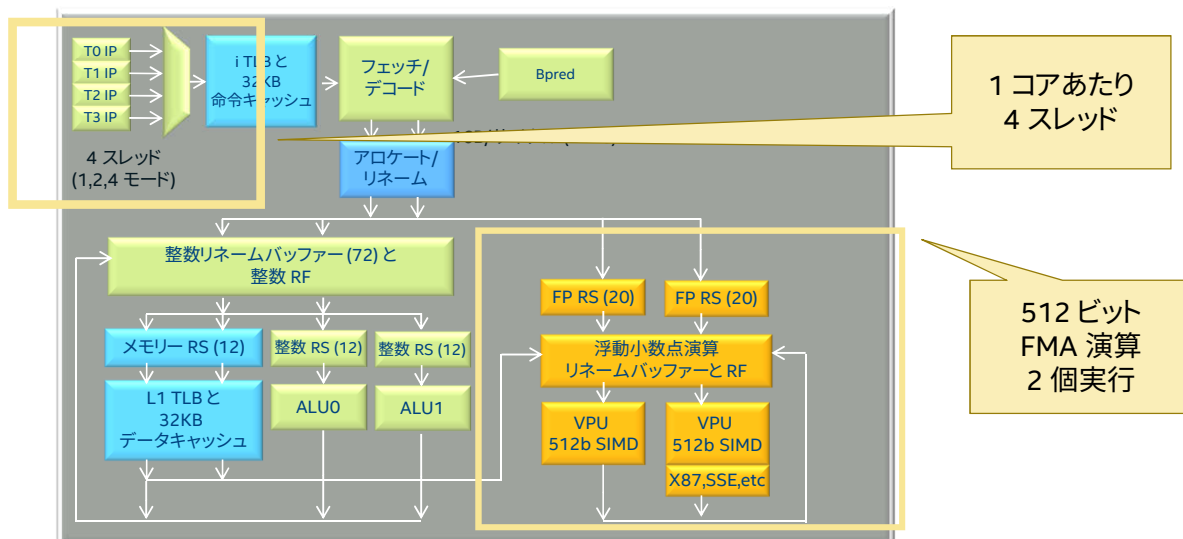 T0 IP
T1 IP
T2 IP
T3 IP
4 スレッド
(1,2,4 モード)
i TLB と
32KB
命令キャッシュ
フェッチ/
デコード
Bpred
アロケート/
リネーム
1 コアあたり
4 スレッド
整数リネームバッファー (72) と
整数 RF
FP RS (20)
FP RS (20)
メモリー RS (12)
整数 RS (12)
整数 RS (12)
浮動小数点演算
リネームバッファーと RF
512 ビット
FMA 演算
2 個実行
L1 TLB と
32KB
データキャッシュ
ALU0
ALU1
VPU
512b SIMD
VPU
512b SIMD
X87,SSE,etc